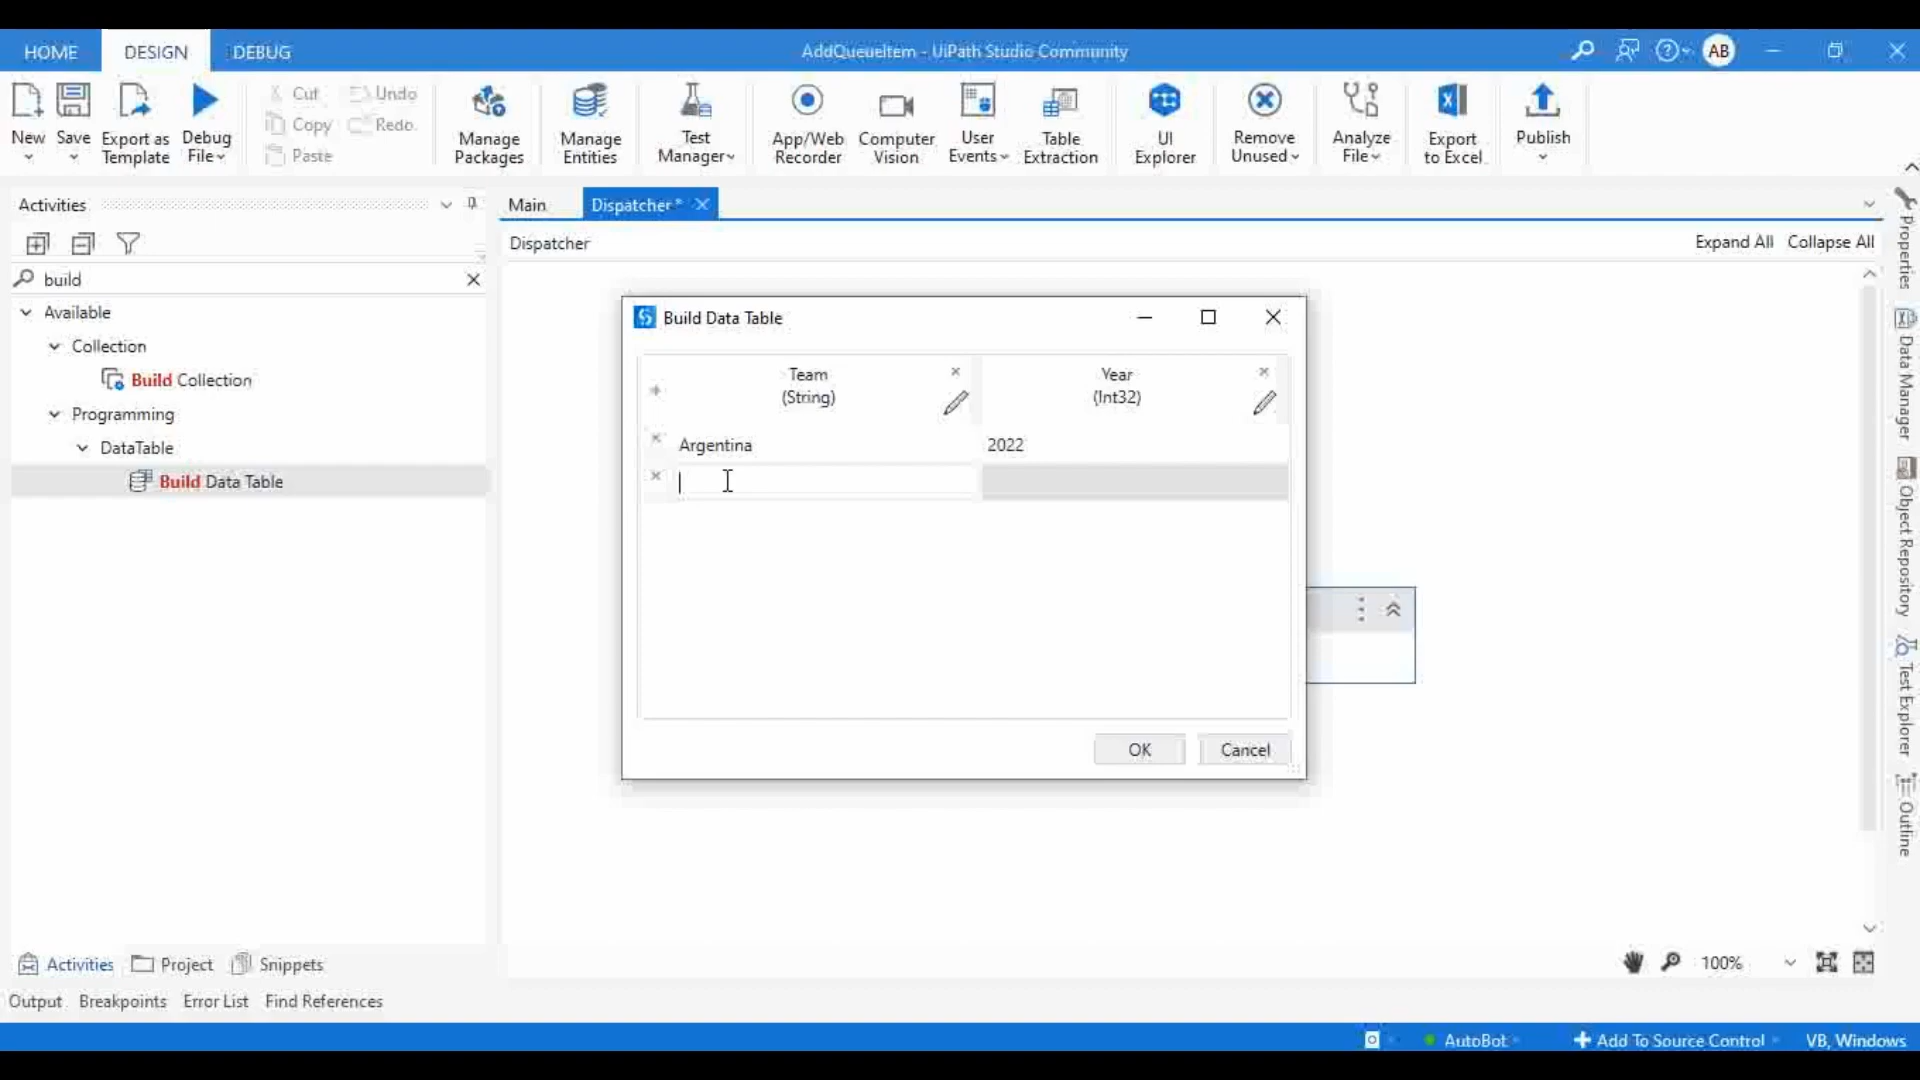 HOME DESIGN DEBUG AddQueueItem - UiPath Studio Community AB
New Save Export as Template Debug File Cut Copy Paste Undo Redo Manage Packages Manage Entities Test Manager App/Web Recorder Computer Vision User Events Table Extraction UI Explorer Remove Unused Analyze File Export to Excel Publish
Activities
Main Dispatcher* 
Dispatcher Expand All Collapse All
build
Available
Collection
Build Collection
Programming
DataTable
Build Data Table
Build Data Table
Team Year
(String) (Int32)
Argentina 2022
OK Cancel
Properties
Data Manager
Object Repository
Test Explorer
Outline
Activities Project Snippets 100%
Output Breakpoints Error List Find References
AutoBot Add To Source Control VB, Windows